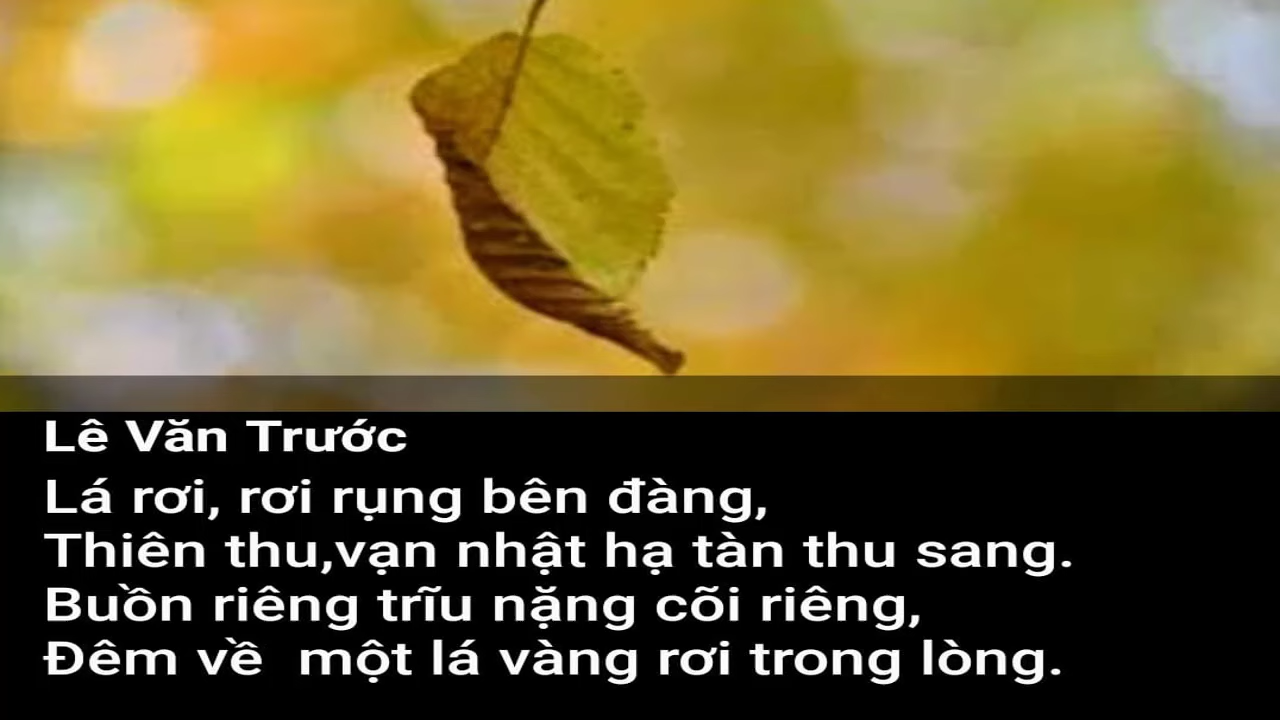 Lê Văn Trước
Lá rơi, rơi rụng bên đàng,
Thiên thu,vạn nhật hạ tàn thu sang.
Buồn riêng trĩu nặng cõi riêng,
Đêm về  một lá vàng rơi trong lòng.